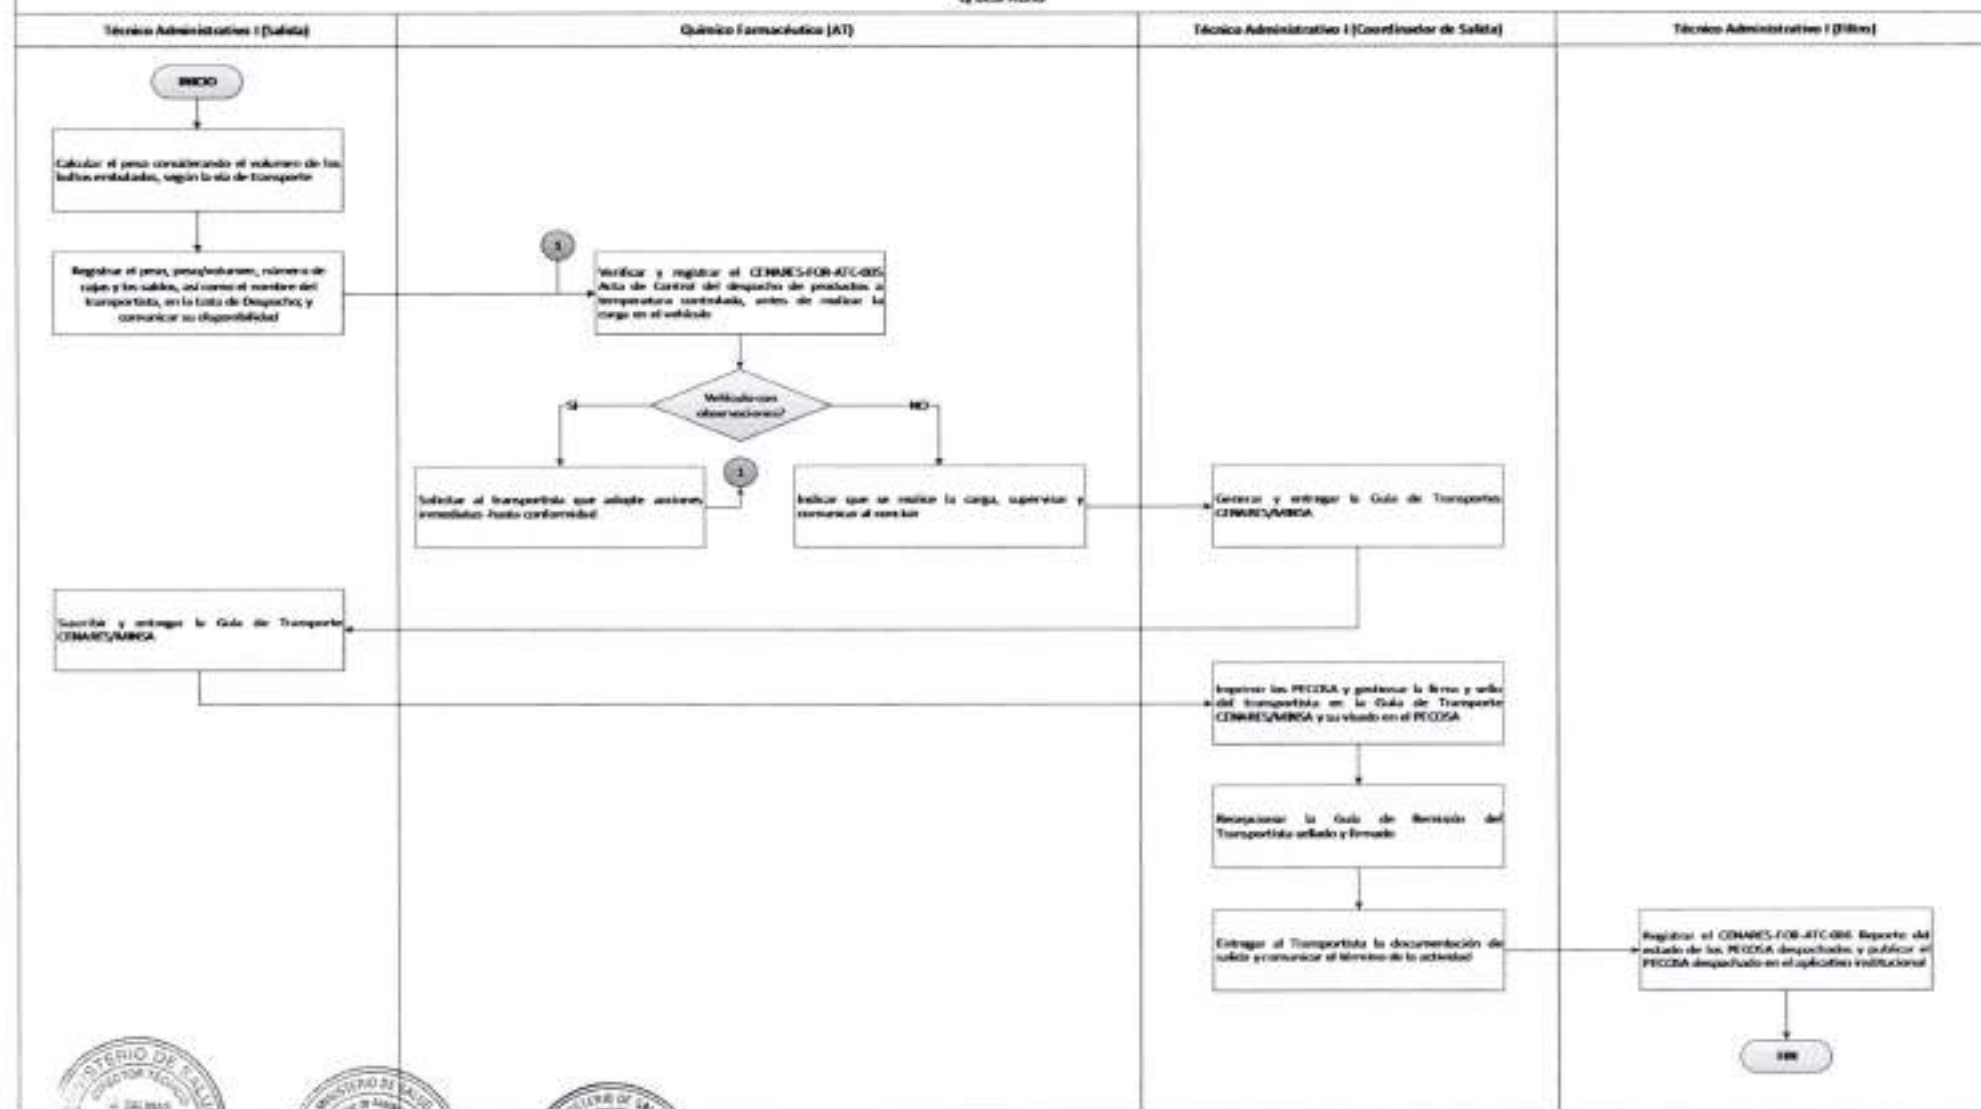 Técnico Administrativo I (Salida)
Químico Farmacéutico (AT)
Técnico Administrativo I (Coordinador de Salida)
Técnico Administrativo I (Filtro)
INICIO
Calcular el peso considerando el volumen de los
bultos embalados, según la vía de transporte
Registrar el peso, peso/volumen, número de
cajas y los saldos, así como el nombre del
transportista, en la Lista de Despacho; y
comunicar su disponibilidad
1
Verificar y registrar el CENARES-FOR-ATC-005
Acta de Control del despacho de productos a
temperatura controlada, antes de realizar la
carga en el vehículo
Vehículo con
observaciones?
SI
NO
Solicitar al transportista que adopte acciones
inmediatas hasta conformidad
1
Indicar que se realice la carga, supervisar y
comunicar al concluir
Generar y entregar la Guía de Transportes
CENARES/MINSA
Suscribir y entregar la Guía de Transporte
CENARES/MINSA
Imprimir los PECOSA y gestionar la firma y sello
del transportista en la Guía de Transporte
CENARES/MINSA y su visado en el PECOSA
Recepcionar la Guía de Remisión del
Transportista sellado y firmado
Entregar al Transportista la documentación de
salida y comunicar el término de la actividad
Registrar el CENARES-FOR-ATC-006 Reporte del
estado de los PECOSA despachados y publicar el
PECOSA despachado en el aplicativo institucional
FIN
MINISTERIO DE SALUD